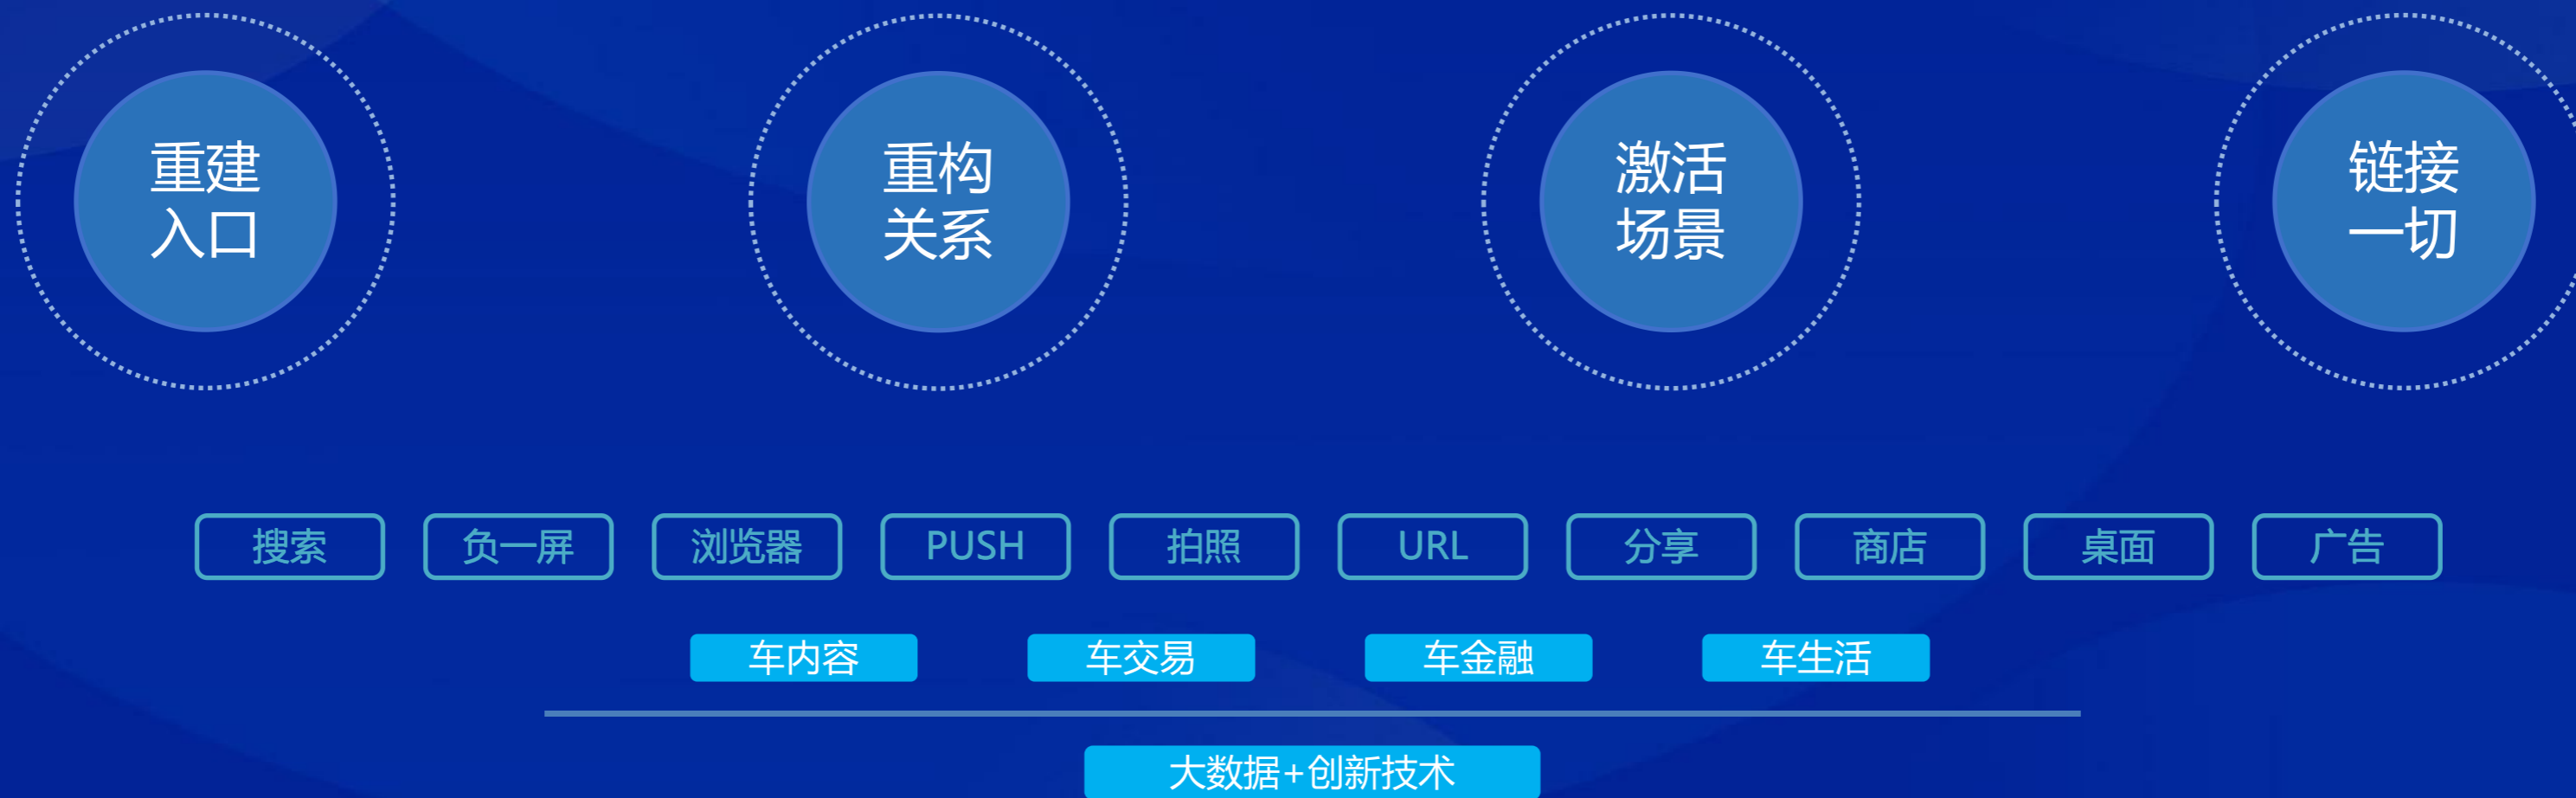 重建
入口
重构
关系
激活
场景
链接
一切
搜索
负一屏
浏览器
PUSH
拍照
URL
分享
商店
桌面
广告
车内容
车交易
车金融
车生活
大数据+创新技术